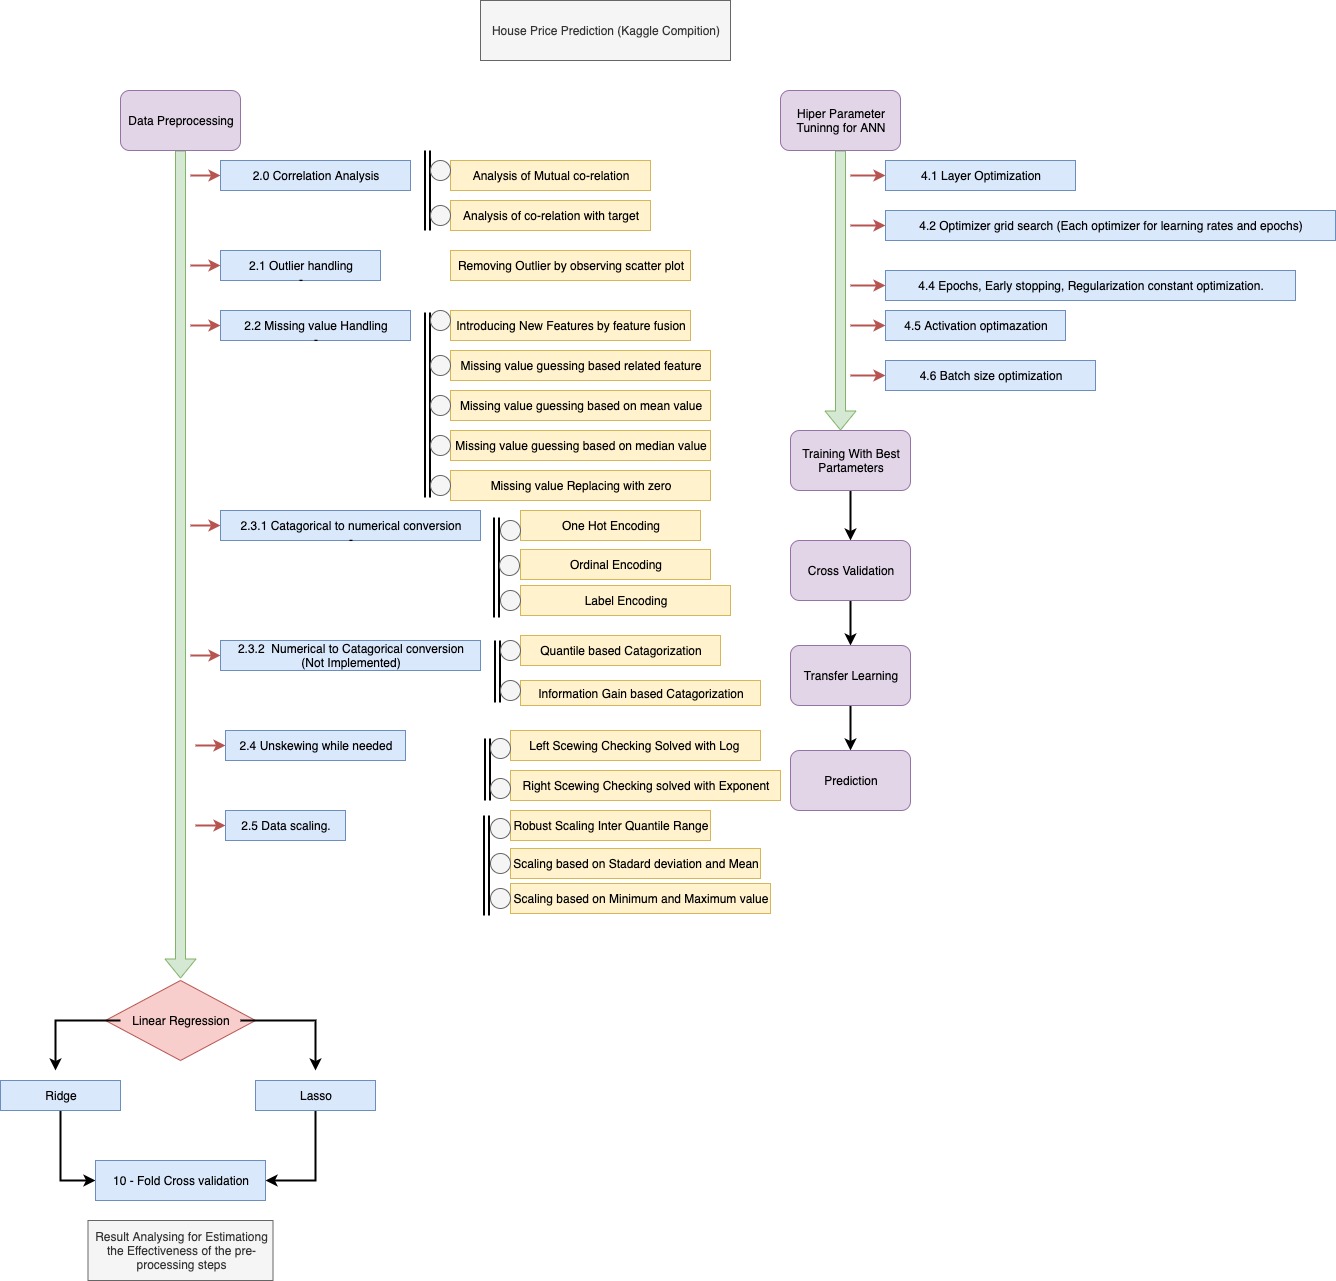 House Price Prediction (Kaggle Compition)
Data Preprocessing
2.0 Correlation Analysis
Analysis of Mutual co-relation
Analysis of co-relation with target
2.1 Outlier handling
-
Removing Outlier by observing scatter plot
2.2 Missing value Handling
-
Introducing New Features by feature fusion
Missing value guessing based related feature
Missing value guessing based on mean value
Missing value guessing based on median value
Missing value Replacing with zero
2.3.1 Catagorical to numerical conversion
-
One Hot Encoding
Ordinal Encoding
Label Encoding
2.3.2 Numerical to Catagorical conversion
(Not Implemented)
Quantile based Catagorization
Information Gain based Catagorization
2.4 Unskewing while needed
Left Scewing Checking Solved with Log
Right Scewing Checking solved with Exponent
2.5 Data scaling.
Robust Scaling Inter Quantile Range
Scaling based on Stadard deviation and Mean
Scaling based on Minimum and Maximum value
Linear Regression
Ridge
Lasso
10 - Fold Cross validation
Result Analysing for Estimationg
the Effectiveness of the pre-
processing steps
Hiper Parameter
Tuninng for ANN
4.1 Layer Optimization
4.2 Optimizer grid search (Each optimizer for learning rates and epochs)
4.4 Epochs, Early stopping, Regularization constant optimization.
4.5 Activation optimazation
4.6 Batch size optimization
Training With Best
Partameters
Cross Validation
Transfer Learning
Prediction